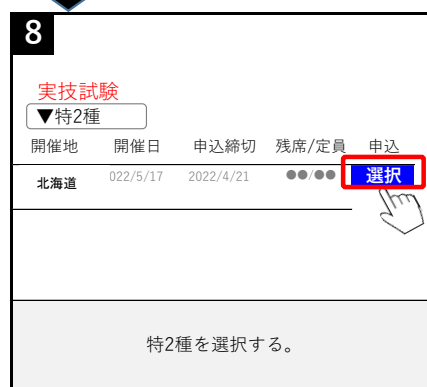 8
実技試験
▼特2種
開催地 開催日 申込締切 残席/定員 申込
北海道 022/5/17 2022/4/21 ●●/●● 選択
特2種を選択する。